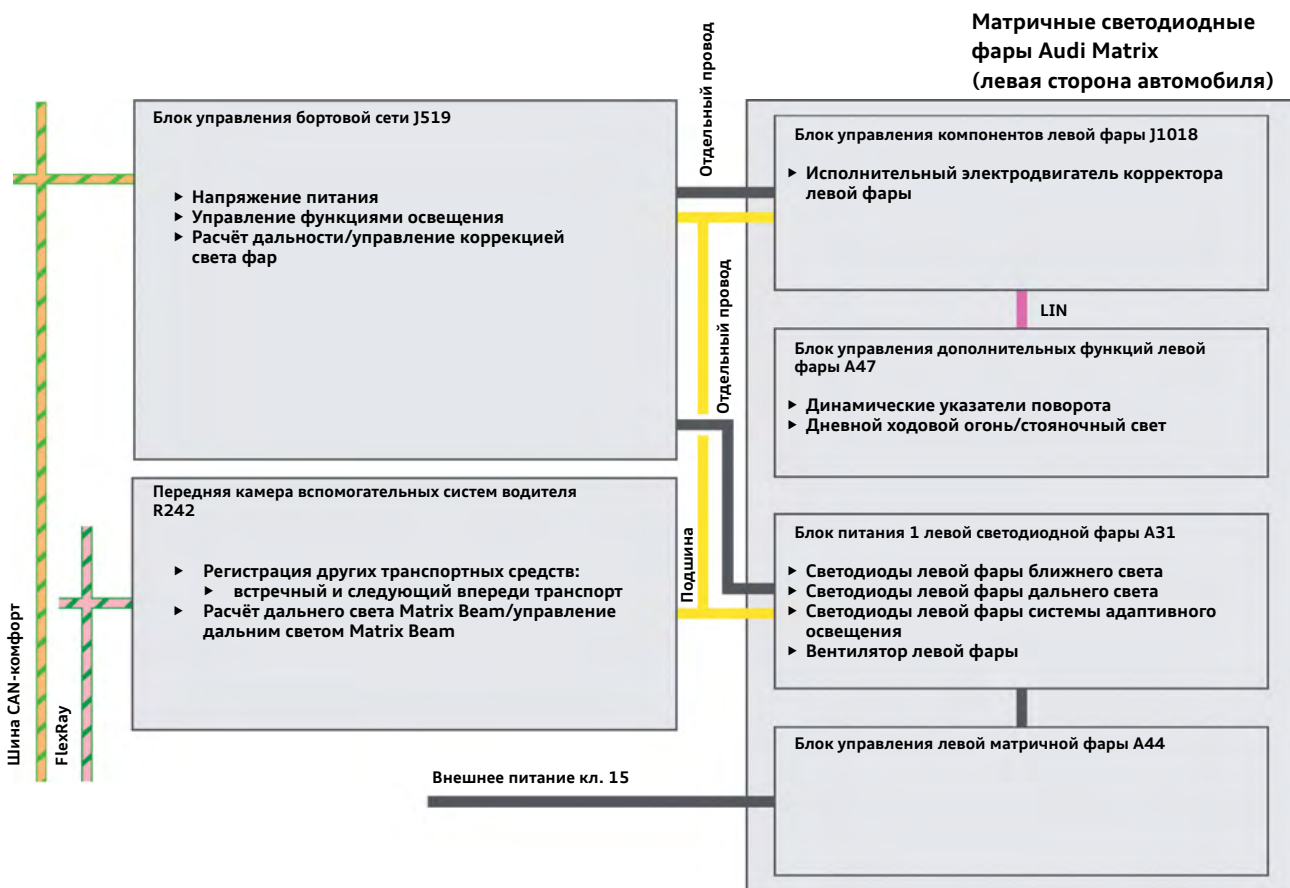 Матричные светодиодные
фары Audi Matrix
(левая сторона автомобиля)
Отдельный провод
Блок управления бортовой сети J519
▸ Напряжение питания
▸ Управление функциями освещения
▸ Расчёт дальности/управление коррекцией
света фар
Блок управления компонентов левой фары J1018
▸ Исполнительный электродвигатель корректора
левой фары
LIN
Отдельный провод
Блок управления дополнительных функций левой
фары A47
▸ Динамические указатели поворота
▸ Дневной ходовой огонь/стояночный свет
Передняя камера вспомогательных систем водителя
R242
▸ Регистрация других транспортных средств:
▸ встречный и следующий впереди транспорт
▸ Расчёт дальнего света Matrix Beam/управление
дальним светом Matrix Beam
Подшина
Блок питания 1 левой светодиодной фары A31
▸ Светодиоды левой фары ближнего света
▸ Светодиоды левой фары дальнего света
▸ Светодиоды левой фары системы адаптивного
освещения
▸ Вентилятор левой фары
Шина CAN-комфорт
FlexRay
Блок управления левой матричной фары A44
Внешнее питание кл. 15